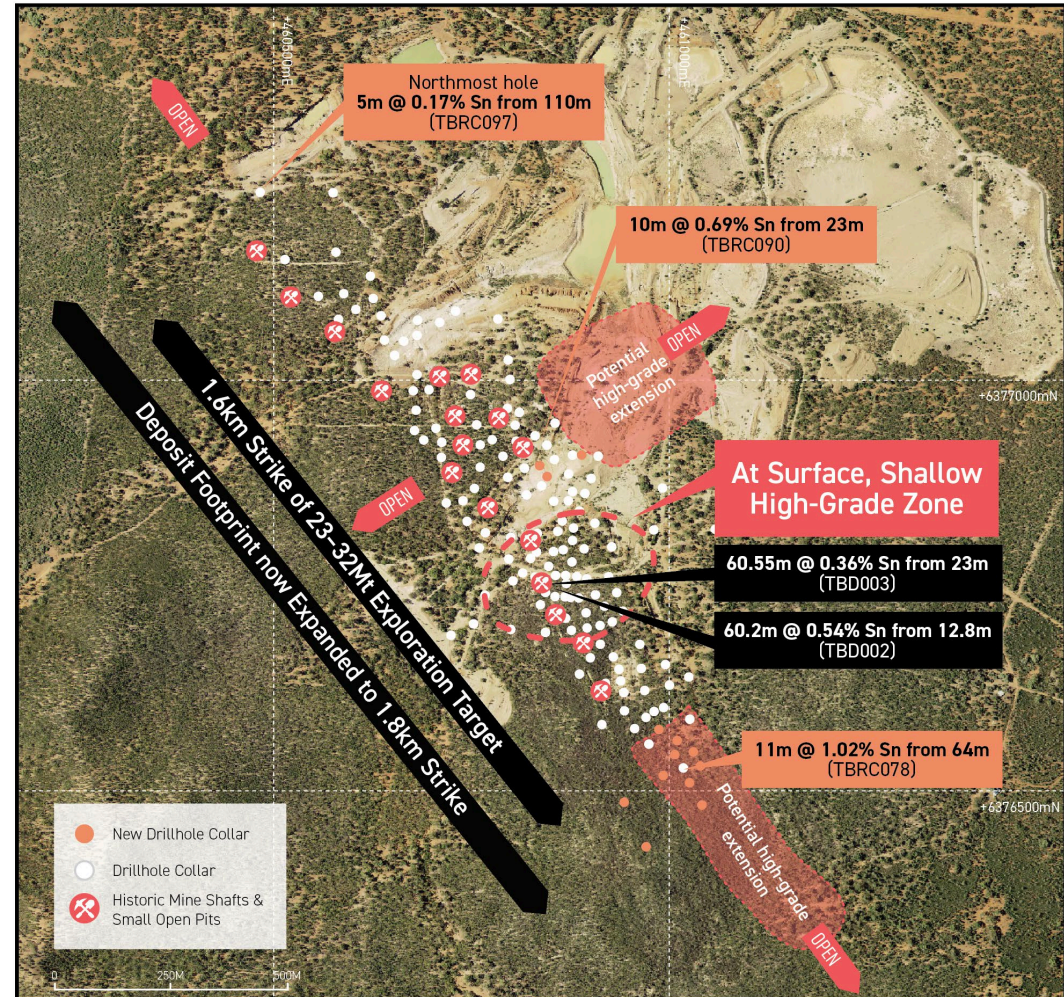 +460500mE
+461000mE
Northmost hole
5m @ 0.17% Sn from 110m
(TBRC097)
OPEN
10m @ 0.69% Sn from 23m
(TBRC090)
OPEN
Potential
high-grade
extension
+6377000mN
At Surface, Shallow
High-Grade Zone
OPEN
1.6km Strike of 23–32Mt Exploration Target
Deposit Footprint now Expanded to 1.8km Strike
60.55m @ 0.36% Sn from 23m
(TBD003)
60.2m @ 0.54% Sn from 12.8m
(TBD002)
11m @ 1.02% Sn from 64m
(TBRC078)
+6376500mN
Potential high-grade
extension
OPEN
New Drillhole Collar
Drillhole Collar
Historic Mine Shafts &
Small Open Pits
0 250M 500M